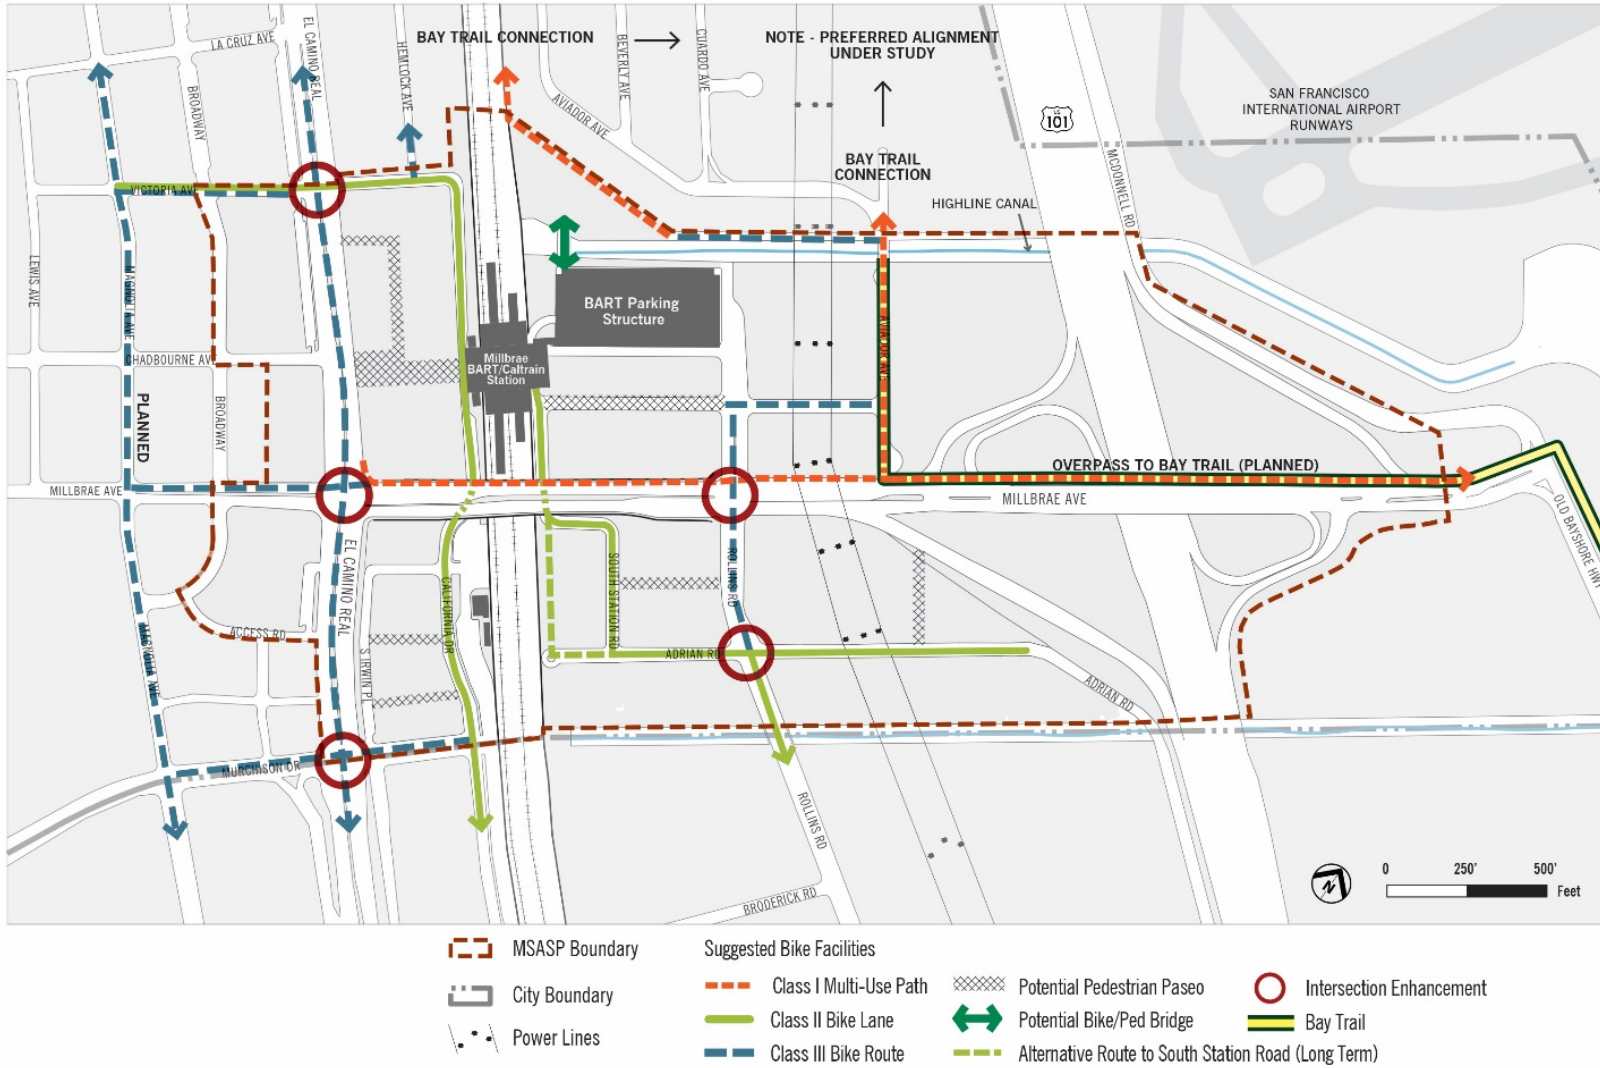 LA CRUZ AVE
EL CAMINO REAL
HEMLOCK AVE
BAY TRAIL CONNECTION
BEVERLY AVE
CUARDO AVE
NOTE - PREFERRED ALIGNMENT
UNDER STUDY
BROADWAY
AVIADOR AVE
US
101
SAN FRANCISCO
INTERNATIONAL AIRPORT
RUNWAYS
BAY TRAIL
CONNECTION
MCDONNELL RD
VICTORIA AVE
HIGHLINE CANAL
LEWIS AVE
MAGNOLIA AVE
BART Parking
Structure
AVIADOR AVE
CHADBOURNE AVE
Millbrae
BART/Caltrain
Station
PLANNED
BROADWAY
OVERPASS TO BAY TRAIL (PLANNED)
MILLBRAE AVE
MILLBRAE AVE
OLD BAYSHORE HWY
EL CAMINO REAL
CALIFORNIA DR
SOUTH STATION RD
ROLLINS RD
ACCESS RD
MAGNOLIA AVE
S IRWIN PL
ADRIAN RD
ADRIAN RD
MURCHISON DR
ROLLINS RD
BRODERICK RD
N
0 250' 500'
Feet
MSASP Boundary
City Boundary
Power Lines
Suggested Bike Facilities
Class I Multi-Use Path
Class II Bike Lane
Class III Bike Route
Potential Pedestrian Paseo
Potential Bike/Ped Bridge
Alternative Route to South Station Road (Long Term)
Intersection Enhancement
Bay Trail